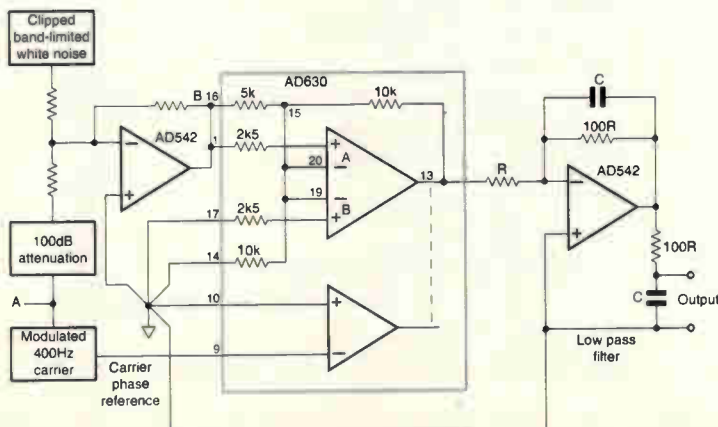 Clipped
band-limited
white noise
B
16
5k
AD630
10k
15
C
100R
AD542
1
2k5
A
20
19
B
13
R
AD542
17
2k5
14
10k
100dB
attenuation
A
10
100R
C
Output
Modulated
400Hz
carrier
9
Carrier
phase
reference
Low pass
filter